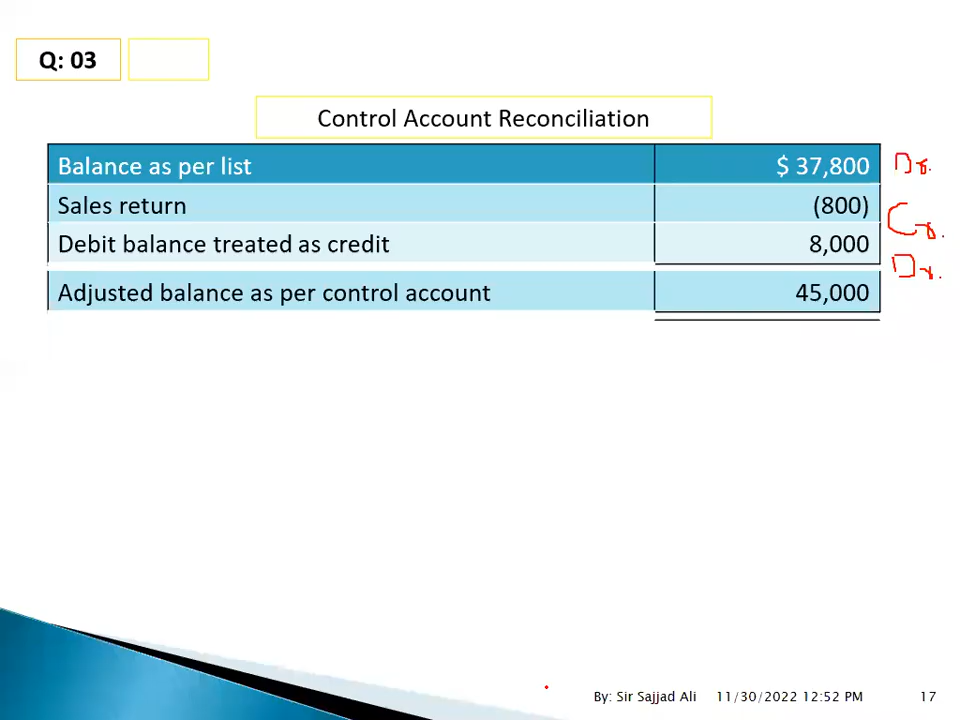 Q: 03
Control Account Reconciliation
Balance as per list $ 37,800 Dr.
Sales return (800) Cr.
Debit balance treated as credit 8,000 Dr.
Adjusted balance as per control account 45,000
By: Sir Sajjad Ali 11/30/2022 12:52 PM 17